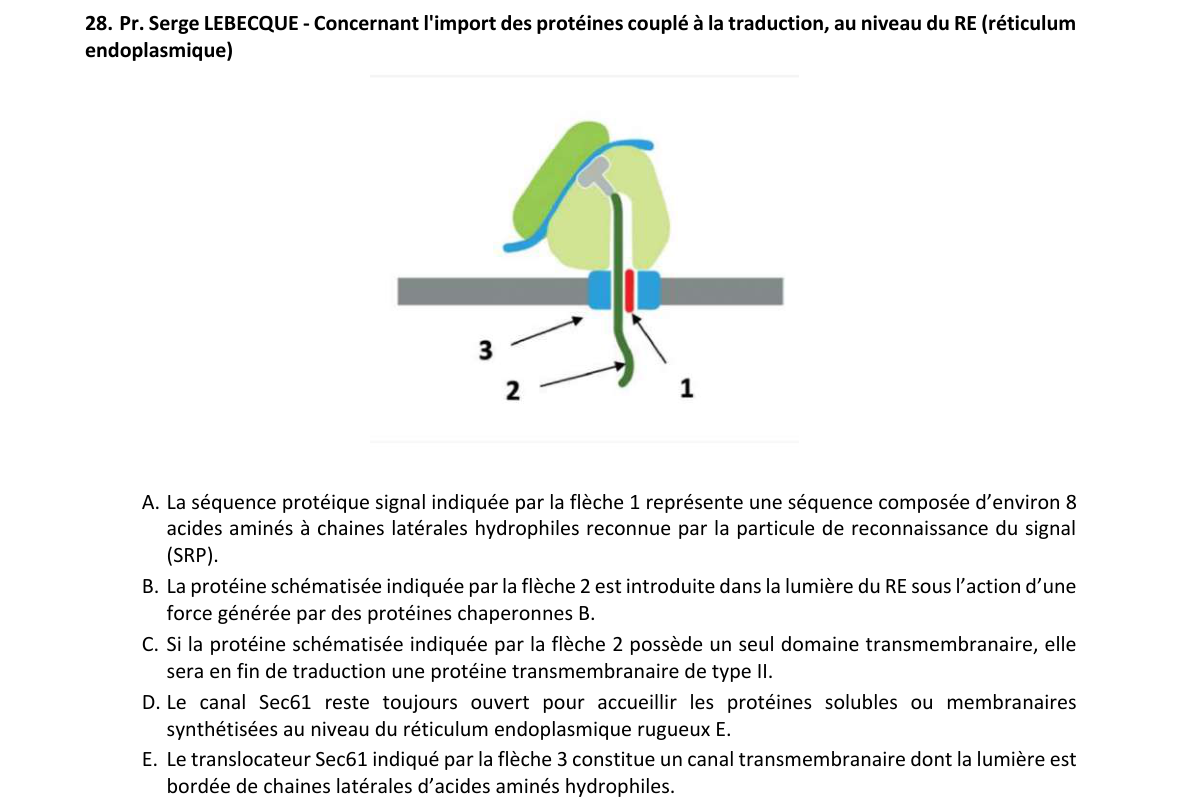 28. Pr. Serge LEBECQUE - Concernant l'import des protéines couplé à la traduction, au niveau du RE (réticulum
endoplasmique)
3
2
1
A. La séquence protéique signal indiquée par la flèche 1 représente une séquence composée d’environ 8
acides aminés à chaines latérales hydrophiles reconnue par la particule de reconnaissance du signal
(SRP).
B. La protéine schématisée indiquée par la flèche 2 est introduite dans la lumière du RE sous l’action d’une
force générée par des protéines chaperonnes B.
C. Si la protéine schématisée indiquée par la flèche 2 possède un seul domaine transmembranaire, elle
sera en fin de traduction une protéine transmembranaire de type II.
D. Le canal Sec61 reste toujours ouvert pour accueillir les protéines solubles ou membranaires
synthétisées au niveau du réticulum endoplasmique rugueux E.
E. Le translocateur Sec61 indiqué par la flèche 3 constitue un canal transmembranaire dont la lumière est
bordée de chaines latérales d’acides aminés hydrophiles.